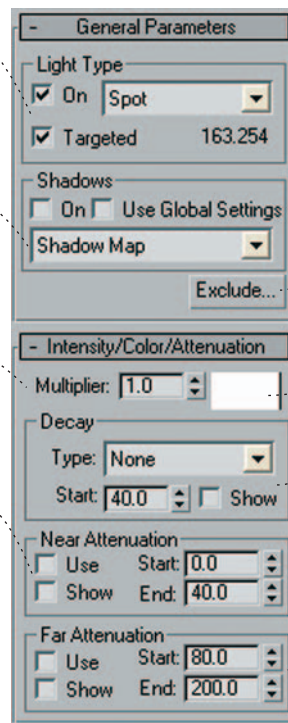 - General Parameters
Light Type
On Spot
Targeted 163.254
Shadows
On Use Global Settings
Shadow Map
Exclude...
- Intensity/Color/Attenuation
Multiplier: 1.0
Decay
Type: None
Start: 40.0 Show
Near Attenuation
Use Start: 0.0
Show End: 40.0
Far Attenuation
Use Start: 80.0
Show End: 200.0